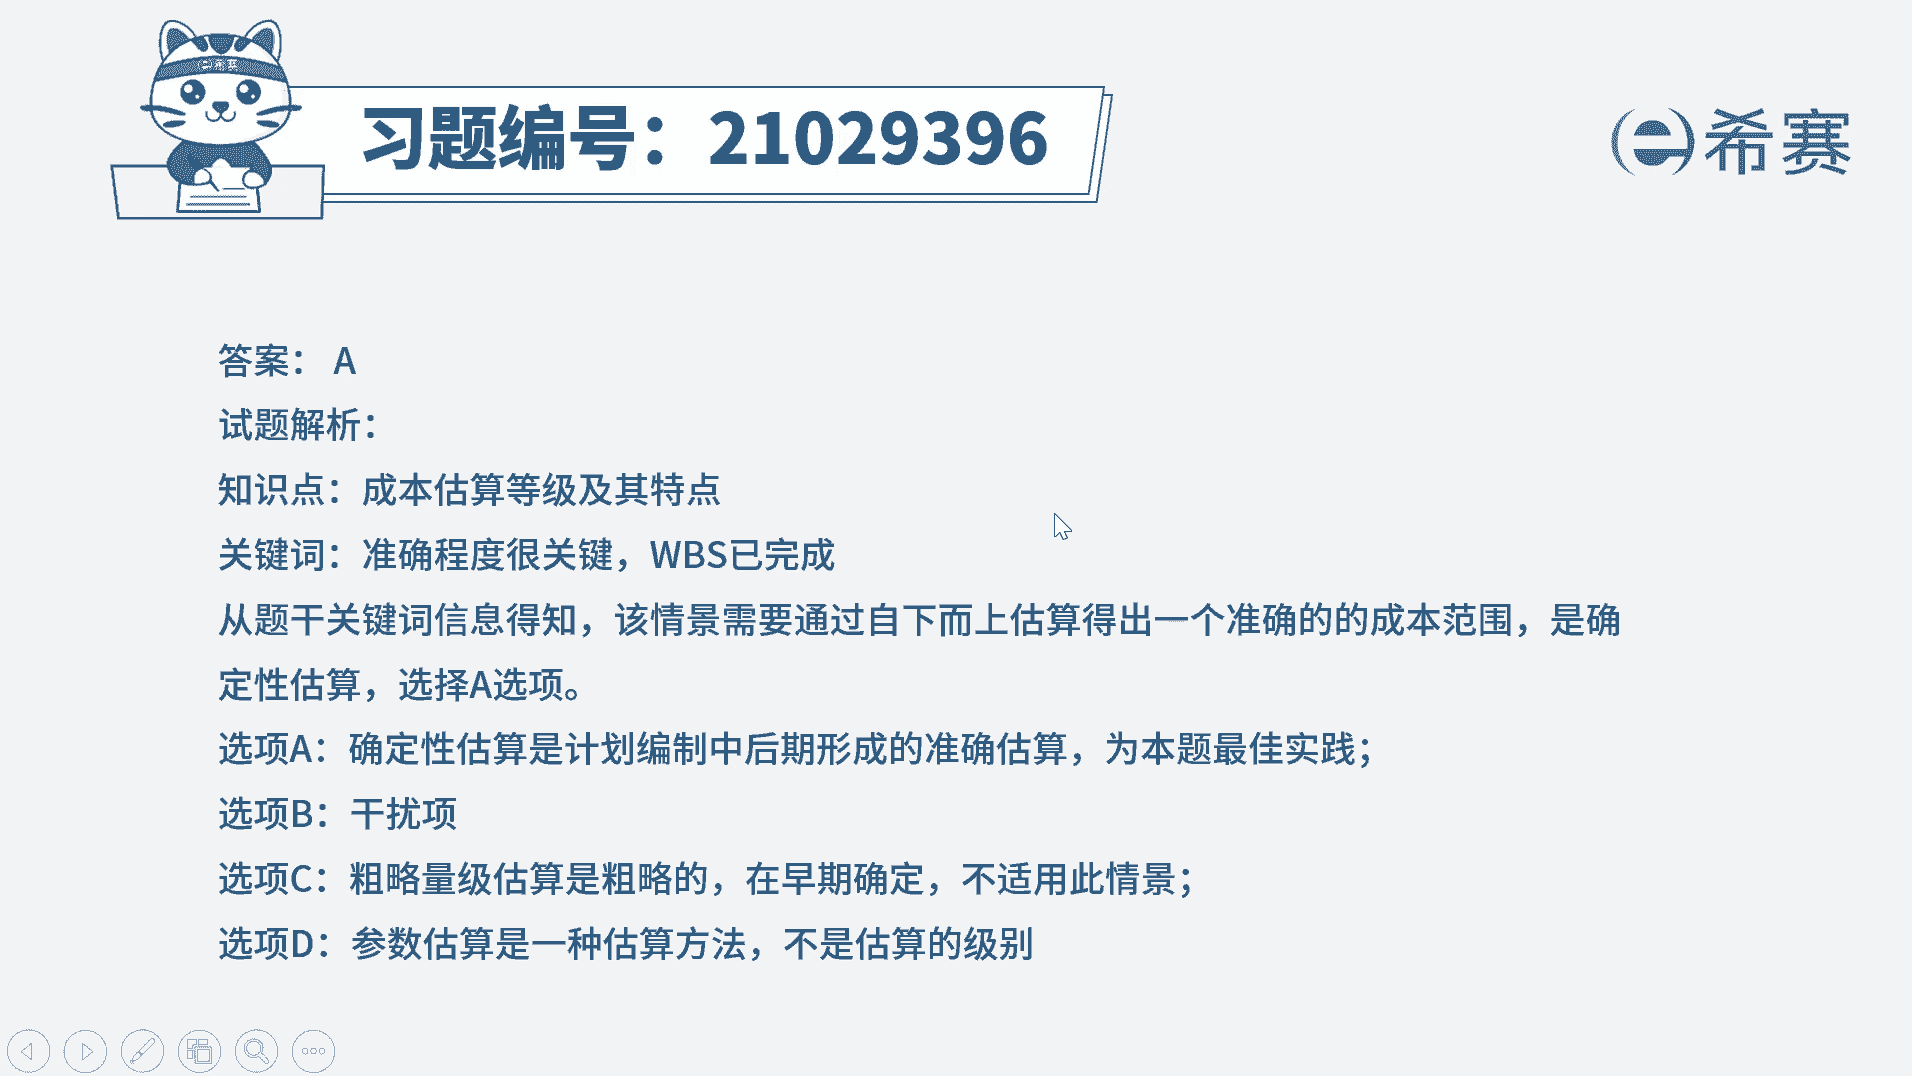 希赛
习题编号：21029396
希赛
答案： A
试题解析：
知识点：成本估算等级及其特点
关键词：准确程度很关键，WBS已完成
从题干关键词信息得知，该情景需要通过自下而上估算得出一个准确的的成本范围，是确
定性估算，选择A选项。
选项A：确定性估算是计划编制中后期形成的准确估算，为本题最佳实践；
选项B：干扰项
选项C：粗略量级估算是粗略的，在早期确定，不适用此情景；
选项D：参数估算是一种估算方法，不是估算的级别